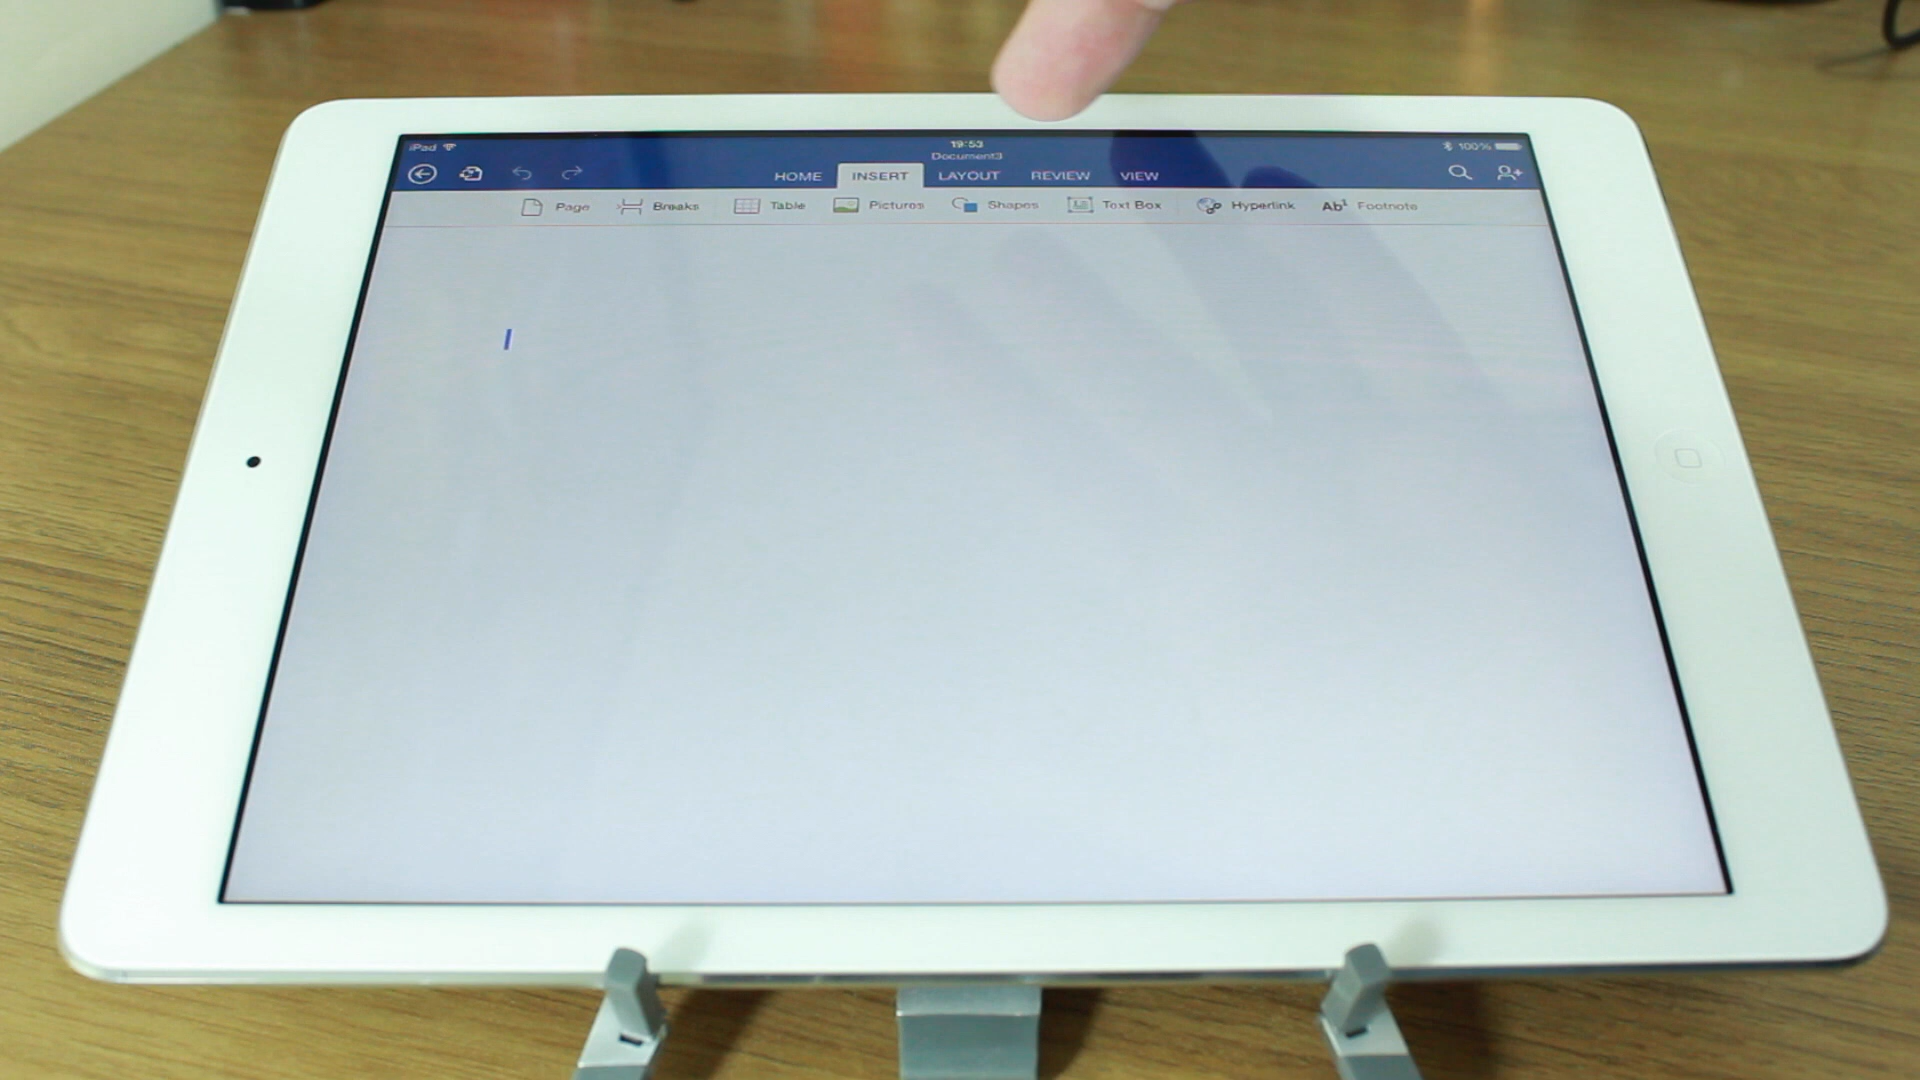 iPad 19:53 100%
Document3
HOME INSERT LAYOUT REVIEW VIEW
Page Breaks Table Pictures Shapes Text Box Hyperlink Ab¹ Footnote